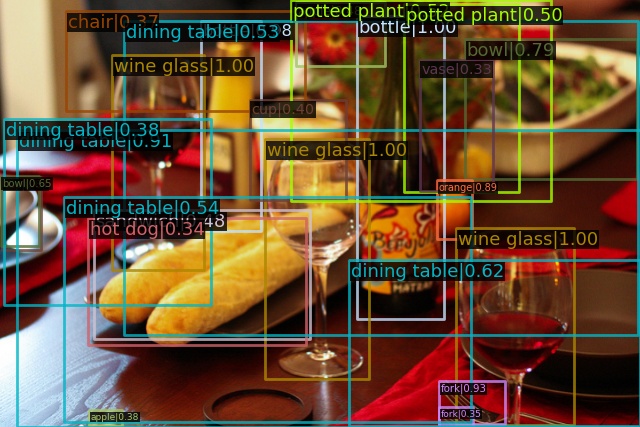 chair|0.37
potted plant|0.52
potted plant|0.50
dining table|0.53
bottle|1.00
bowl|0.79
wine glass|1.00
vase|0.33
cup|0.40
dining table|0.38
dining table|0.91
wine glass|1.00
bowl|0.65
orange|0.89
dining table|0.54
hot dog|0.34
wine glass|1.00
dining table|0.62
fork|0.93
fork|0.35
apple|0.38